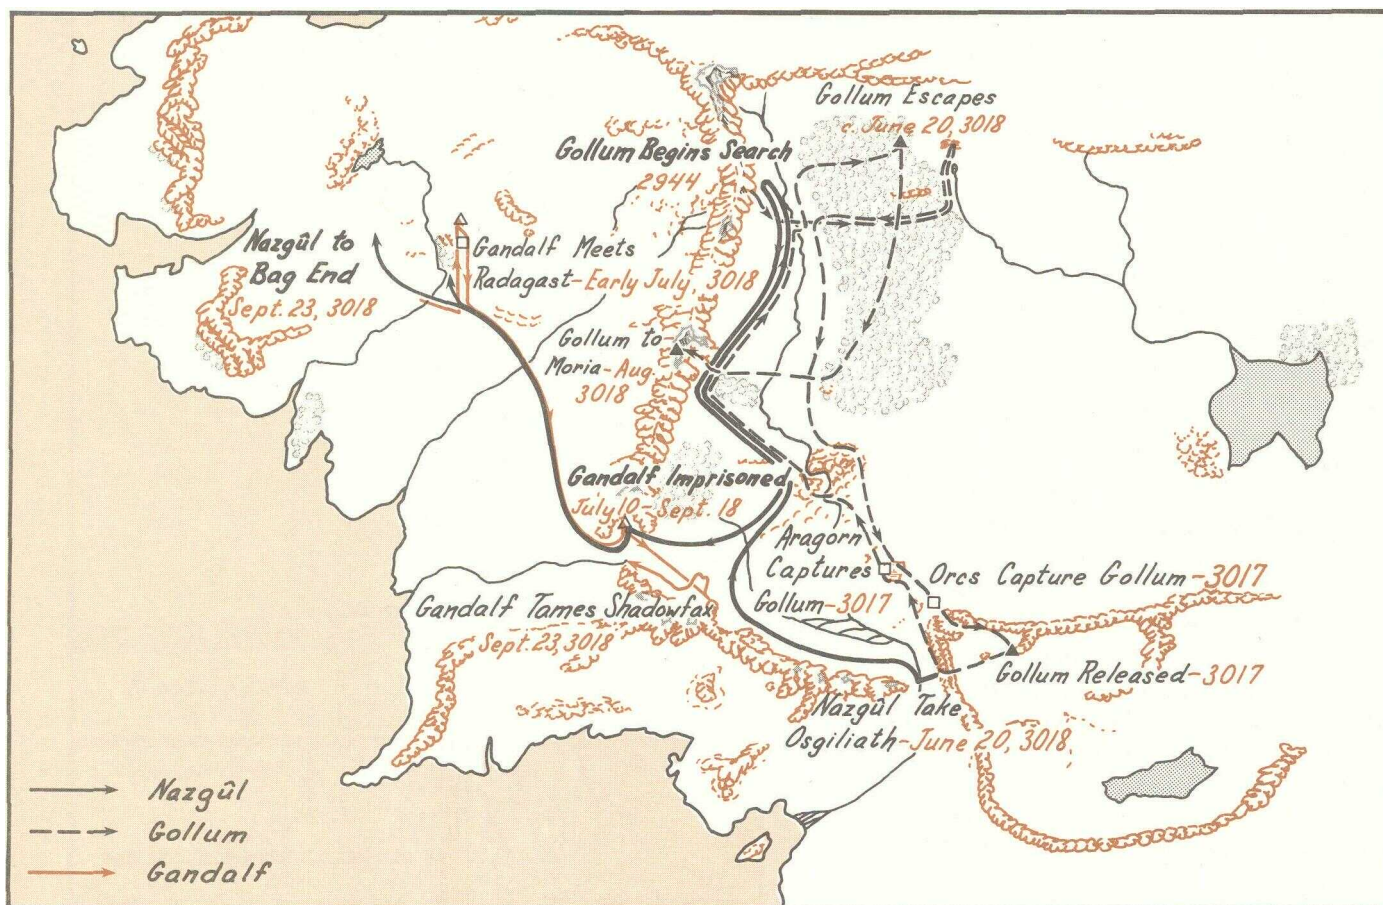 Gollum Escapes
c. June 20, 3018
Gollum Begins Search
2944
Nazgûl to
Bag End
Sept. 23, 3018
Gandalf Meets
Radagast-Early July, 3018
Gollum to
Moria-Aug.
3018
Gandalf Imprisoned
July 10-Sept. 18
Aragorn
Captures
Gollum-3017
Orcs Capture Gollum-3017
Gandalf Tames Shadowfax
Sept. 23, 3018
Gollum Released-3017
Nazgûl Take
Osgiliath-June 20, 3018
Nazgûl
Gollum
Gandalf